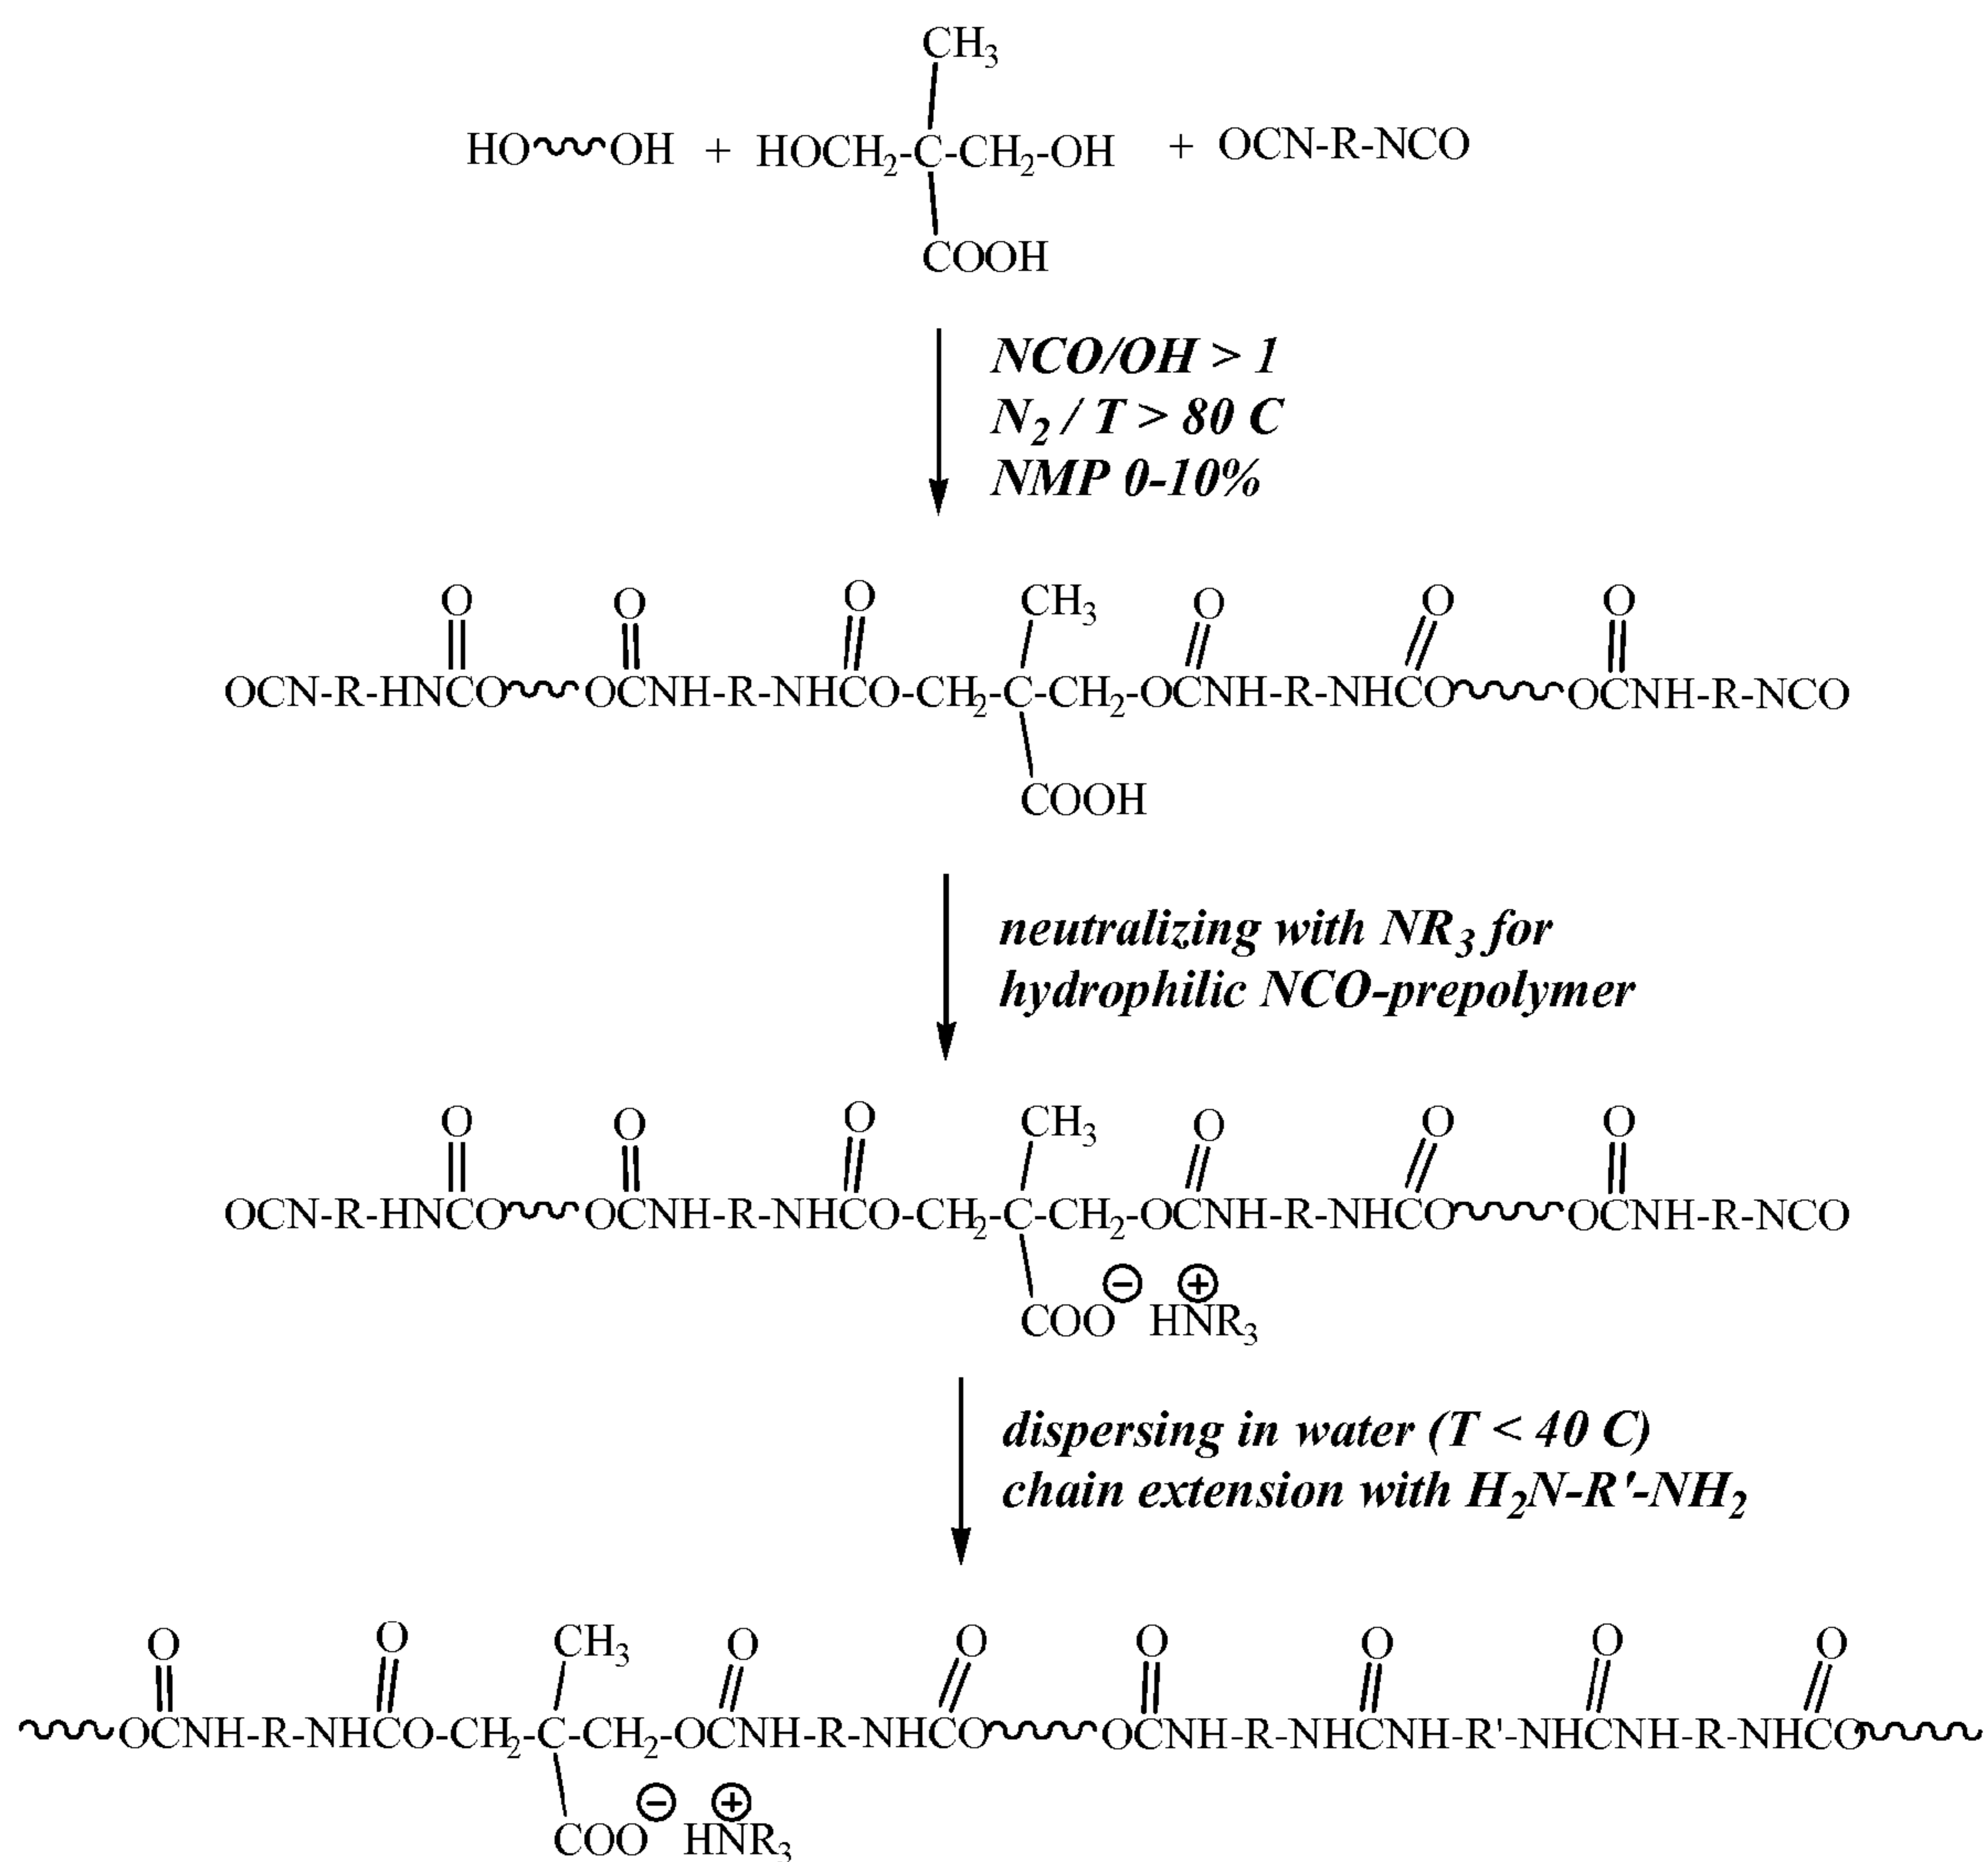 CH3
HO OH + HOCH2-C-CH2-OH + OCN-R-NCO
COOH
NCO/OH > 1
N2 / T > 80 C
NMP 0-10%
O O O CH3 O O O
OCN-R-HNCO OCNH-R-NHCO-CH2-C-CH2-OCNH-R-NHCO OCNH-R-NCO
COOH
neutralizing with NR3 for
hydrophilic NCO-prepolymer
O O O CH3 O O O
OCN-R-HNCO OCNH-R-NHCO-CH2-C-CH2-OCNH-R-NHCO OCNH-R-NCO
− +
COO HNR3
dispersing in water (T < 40 C)
chain extension with H2N-R'-NH2
O O CH3 O O O O O O
OCNH-R-NHCO-CH2-C-CH2-OCNH-R-NHCO OCNH-R-NHCNH-R'-NHCNH-R-NHCO
− +
COO HNR3